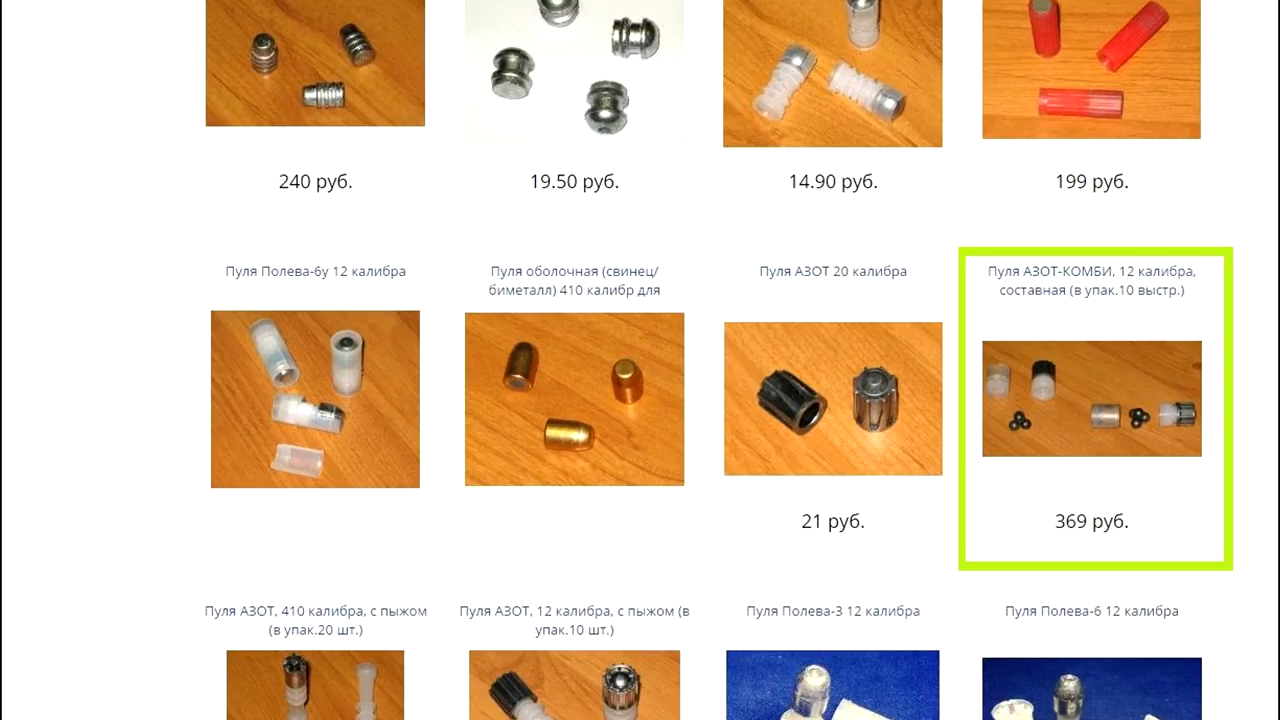 240 руб.
19.50 руб.
14.90 руб.
199 руб.
Пуля Полева-6у 12 калибра
Пуля оболочная (свинец/
биметалл) 410 калибр для
Пуля АЗОТ 20 калибра
Пуля АЗОТ-КОМБИ, 12 калибра,
составная (в упак.10 выстр.)
21 руб.
369 руб.
Пуля АЗОТ, 410 калибра, с пыжом
(в упак.20 шт.)
Пуля АЗОТ, 12 калибра, с пыжом (в
упак.10 шт.)
Пуля Полева-3 12 калибра
Пуля Полева-6 12 калибра